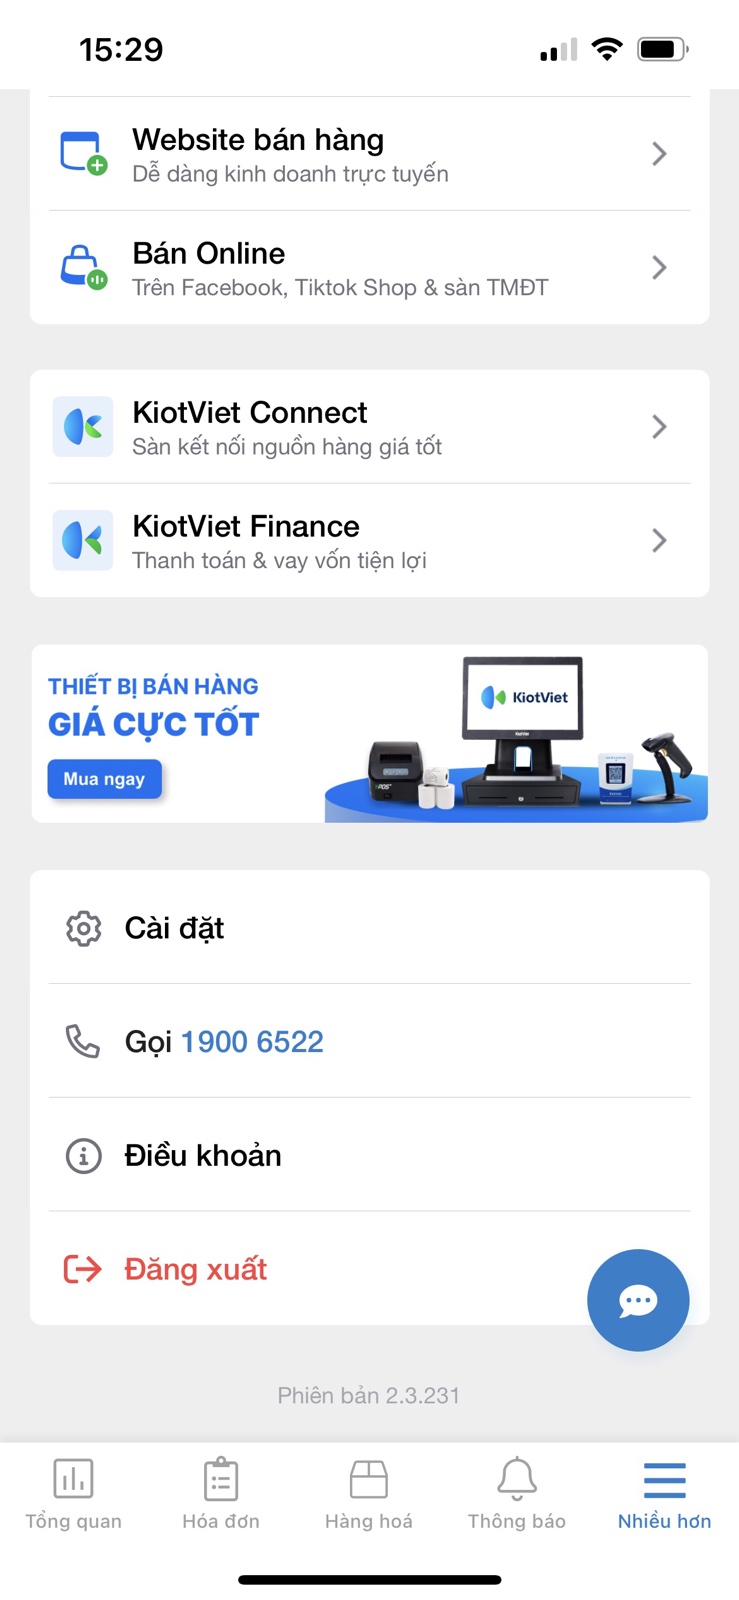 15:29
Website bán hàng
Dễ dàng kinh doanh trực tuyến
Bán Online
Trên Facebook, Tiktok Shop & sàn TMĐT
KiotViet Connect
Sàn kết nối nguồn hàng giá tốt
KiotViet Finance
Thanh toán & vay vốn tiện lợi
THIẾT BỊ BÁN HÀNG
GIÁ CỰC TỐT
Mua ngay
KiotViet
Cài đặt
Gọi 1900 6522
Điều khoản
Đăng xuất
Phiên bản 2.3.231
Tổng quan
Hóa đơn
Hàng hoá
Thông báo
Nhiều hơn